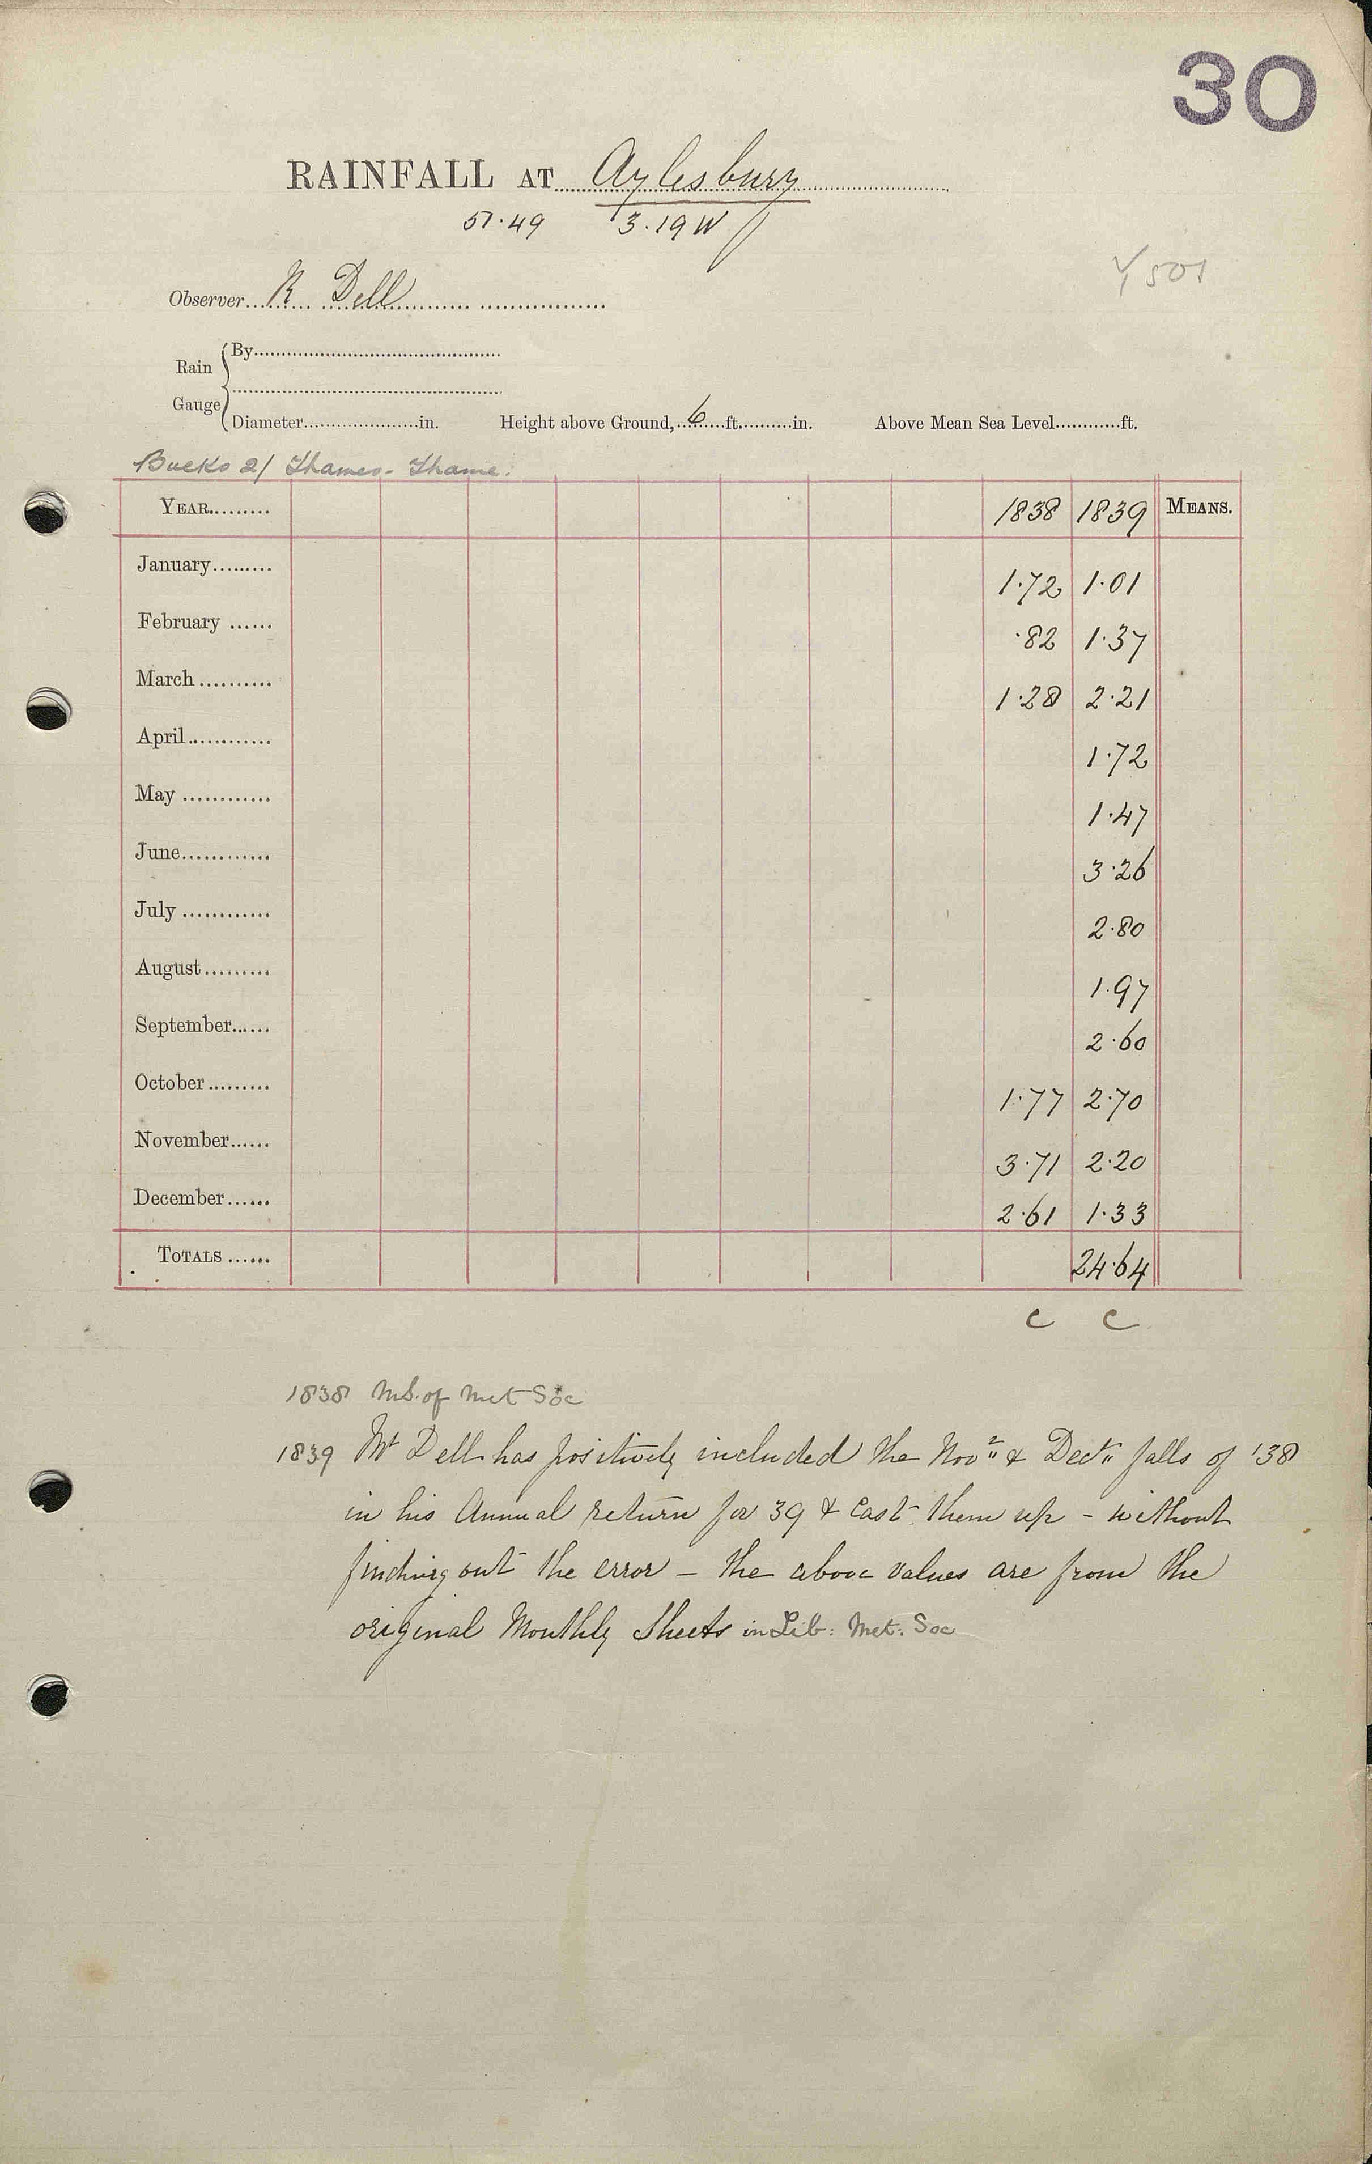 30
RAINFALL AT Aylesbury
51.49 3.19 W
Observer R Dell
Rain Gauge
By
Diameter in. Height above Ground, 6 ft. in. Above Mean Sea Level ft.
Bucks 2/ Thames - Thame.
YEAR 1838 1839 MEANS.
January 1.72 1.01
February .82 1.37
March 1.28 2.21
April 1.72
May 1.47
June 3.26
July 2.80
August 1.97
September 2.60
October 1.77 2.70
November 3.71 2.20
December 2.61 1.33
TOTALS 24.64
C C
1838 MS. of Met Soc
1839 Mr Dell has positively included the Novr & Decr falls of '38
in his Annual return for 39 & cast them up - without
finding out the error - the above values are from the
original Monthly Sheets in Lib: Met. Soc